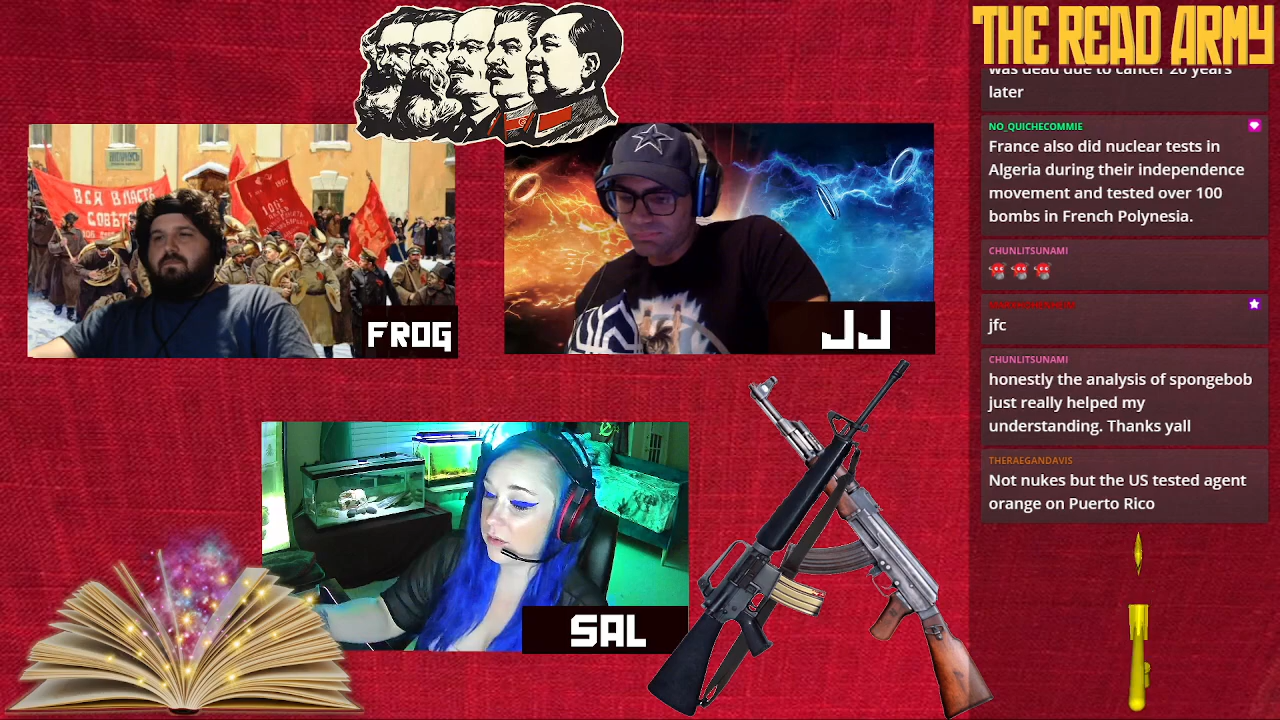 THE READ ARMY
was dead due to cancer 20 years
later
NO_QUICHECOMMIE
France also did nuclear tests in
Algeria during their independence
movement and tested over 100
bombs in French Polynesia.
CHUNLITSUNAMI
jfc
CHUNLITSUNAMI
honestly the analysis of spongebob
just really helped my
understanding. Thanks yall
THERAEGANDAVIS
Not nukes but the US tested agent
orange on Puerto Rico
ВСЯ ВЛАСТЬ
СОВѢТ
FROG
JJ
SAL